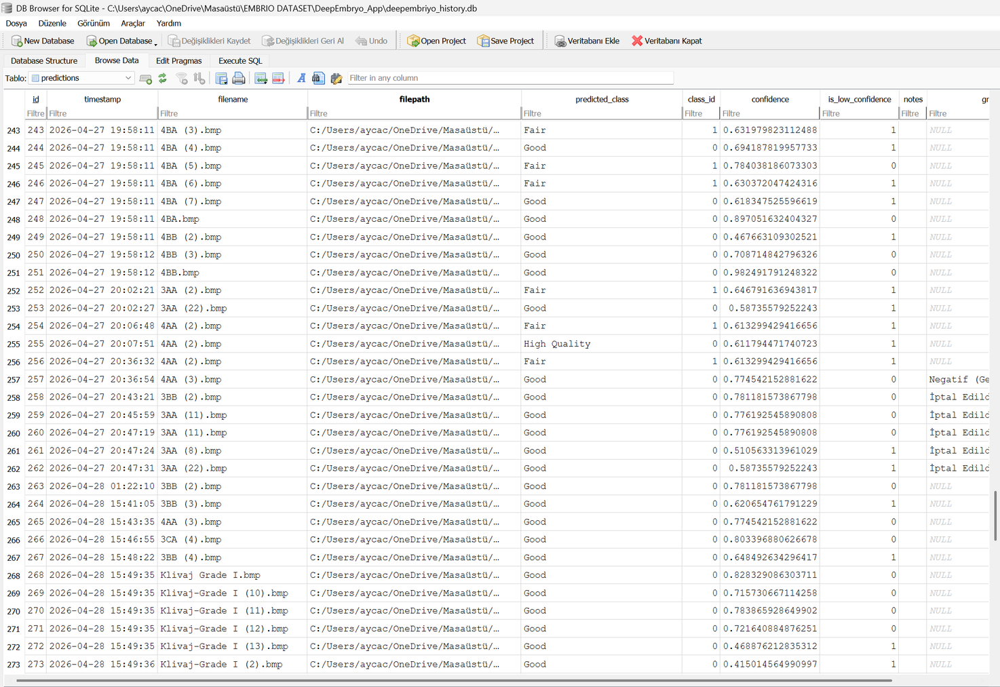 DB Browser for SQLite - C:\Users\aycac\OneDrive\Masaüstü\EMBRIO DATASET\DeepEmbryo_App\deepembriyo_history.db
Dosya Düzenle Görünüm Araçlar Yardım
New Database Open Database Değişiklikleri Kaydet Değişiklikleri Geri Al Undo Open Project Save Project Veritabanı Ekle Veritabanı Kapat
Database Structure Browse Data Edit Pragmas Execute SQL
Tablo: predictions Filter in any column
id timestamp filename filepath predicted_class class_id confidence is_low_confidence notes gr
Filtre Filtre Filtre Filtre Filtre Filtre Filtre Filtre Filtre Filtre
243 243 2026-04-27 19:58:11 4BA (3).bmp C:/Users/aycac/OneDrive/Masaüstü/… Fair 1 0.631979823112488 1 NULL
244 244 2026-04-27 19:58:11 4BA (4).bmp C:/Users/aycac/OneDrive/Masaüstü/… Good 0 0.694187819957733 1 NULL
245 245 2026-04-27 19:58:11 4BA (5).bmp C:/Users/aycac/OneDrive/Masaüstü/… Fair 1 0.784038186073303 0 NULL
246 246 2026-04-27 19:58:11 4BA (6).bmp C:/Users/aycac/OneDrive/Masaüstü/… Fair 1 0.630372047424316 1 NULL
247 247 2026-04-27 19:58:11 4BA (7).bmp C:/Users/aycac/OneDrive/Masaüstü/… Good 0 0.618347525596619 1 NULL
248 248 2026-04-27 19:58:11 4BA.bmp C:/Users/aycac/OneDrive/Masaüstü/… Good 0 0.897051632404327 0 NULL
249 249 2026-04-27 19:58:11 4BB (2).bmp C:/Users/aycac/OneDrive/Masaüstü/… Good 0 0.467663109302521 1 NULL
250 250 2026-04-27 19:58:12 4BB (3).bmp C:/Users/aycac/OneDrive/Masaüstü/… Good 0 0.708714842796326 0 NULL
251 251 2026-04-27 19:58:12 4BB.bmp C:/Users/aycac/OneDrive/Masaüstü/… Good 0 0.982491791248322 0 NULL
252 252 2026-04-27 20:02:21 3AA (2).bmp C:/Users/aycac/OneDrive/Masaüstü/… Fair 1 0.646791636943817 1 NULL
253 253 2026-04-27 20:02:27 3AA (22).bmp C:/Users/aycac/OneDrive/Masaüstü/… Good 0 0.58735579252243 1 NULL
254 254 2026-04-27 20:06:48 4AA (2).bmp C:/Users/aycac/OneDrive/Masaüstü/… Fair 1 0.613299429416656 1 NULL
255 255 2026-04-27 20:07:51 4AA (2).bmp C:/Users/aycac/OneDrive/Masaüstü/… High Quality 0 0.611794471740723 1 NULL
256 256 2026-04-27 20:36:32 4AA (2).bmp C:/Users/aycac/OneDrive/Masaüstü/… Fair 1 0.613299429416656 1 NULL
257 257 2026-04-27 20:36:54 4AA (3).bmp C:/Users/aycac/OneDrive/Masaüstü/… Good 0 0.774542152881622 0 Negatif (Ge
258 258 2026-04-27 20:43:21 3BB (2).bmp C:/Users/aycac/OneDrive/Masaüstü/… Good 0 0.781181573867798 0 İptal Edild
259 259 2026-04-27 20:45:59 3AA (11).bmp C:/Users/aycac/OneDrive/Masaüstü/… Good 0 0.776192545890808 0 İptal Edild
260 260 2026-04-27 20:47:19 3AA (11).bmp C:/Users/aycac/OneDrive/Masaüstü/… Good 0 0.776192545890808 0 İptal Edild
261 261 2026-04-27 20:47:24 3AA (8).bmp C:/Users/aycac/OneDrive/Masaüstü/… Good 0 0.510563313961029 1 İptal Edild
262 262 2026-04-27 20:47:31 3AA (22).bmp C:/Users/aycac/OneDrive/Masaüstü/… Good 0 0.58735579252243 1 İptal Edild
263 263 2026-04-28 01:22:10 3BB (2).bmp C:/Users/aycac/OneDrive/Masaüstü/… Good 0 0.781181573867798 0 NULL
264 264 2026-04-28 15:41:05 3BB (3).bmp C:/Users/aycac/OneDrive/Masaüstü/… Good 0 0.620654761791229 1 NULL
265 265 2026-04-28 15:43:35 4AA (3).bmp C:/Users/aycac/OneDrive/Masaüstü/… Good 0 0.774542152881622 0 NULL
266 266 2026-04-28 15:46:55 3CA (4).bmp C:/Users/aycac/OneDrive/Masaüstü/… Good 0 0.803396880626678 0 NULL
267 267 2026-04-28 15:48:22 3BB (4).bmp C:/Users/aycac/OneDrive/Masaüstü/… Good 0 0.648492634296417 1 NULL
268 268 2026-04-28 15:49:35 Klivaj Grade I.bmp C:/Users/aycac/OneDrive/Masaüstü/… Good 0 0.828329086303711 0 NULL
269 269 2026-04-28 15:49:35 Klivaj-Grade I (10).bmp C:/Users/aycac/OneDrive/Masaüstü/… Good 0 0.715730667114258 0 NULL
270 270 2026-04-28 15:49:35 Klivaj-Grade I (11).bmp C:/Users/aycac/OneDrive/Masaüstü/… Good 0 0.783865928649902 0 NULL
271 271 2026-04-28 15:49:35 Klivaj-Grade I (12).bmp C:/Users/aycac/OneDrive/Masaüstü/… Good 0 0.721640884876251 0 NULL
272 272 2026-04-28 15:49:35 Klivaj-Grade I (13).bmp C:/Users/aycac/OneDrive/Masaüstü/… Good 0 0.468876212835312 1 NULL
273 273 2026-04-28 15:49:36 Klivaj-Grade I (2).bmp C:/Users/aycac/OneDrive/Masaüstü/… Good 0 0.415014564990997 1 NULL